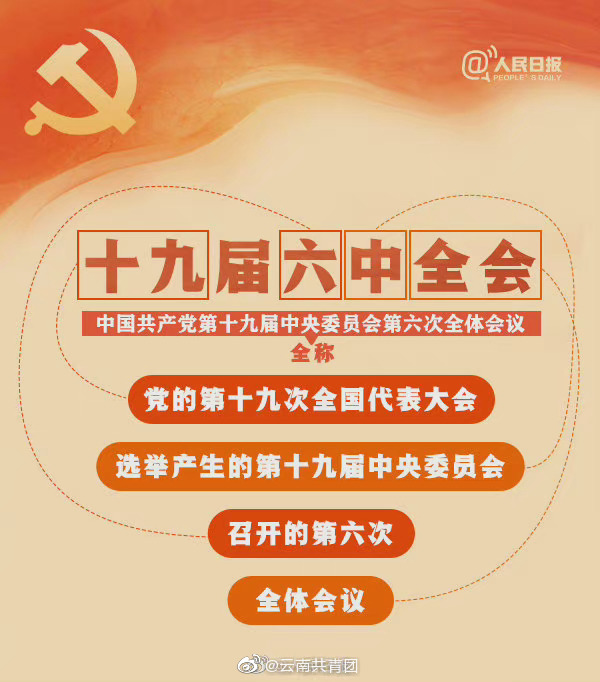 @人民日报
PEOPLE'S DAILY
十九届六中全会
中国共产党第十九届中央委员会第六次全体会议
全称
党的第十九次全国代表大会
选举产生的第十九届中央委员会
召开的第六次
全体会议
@云南共青团